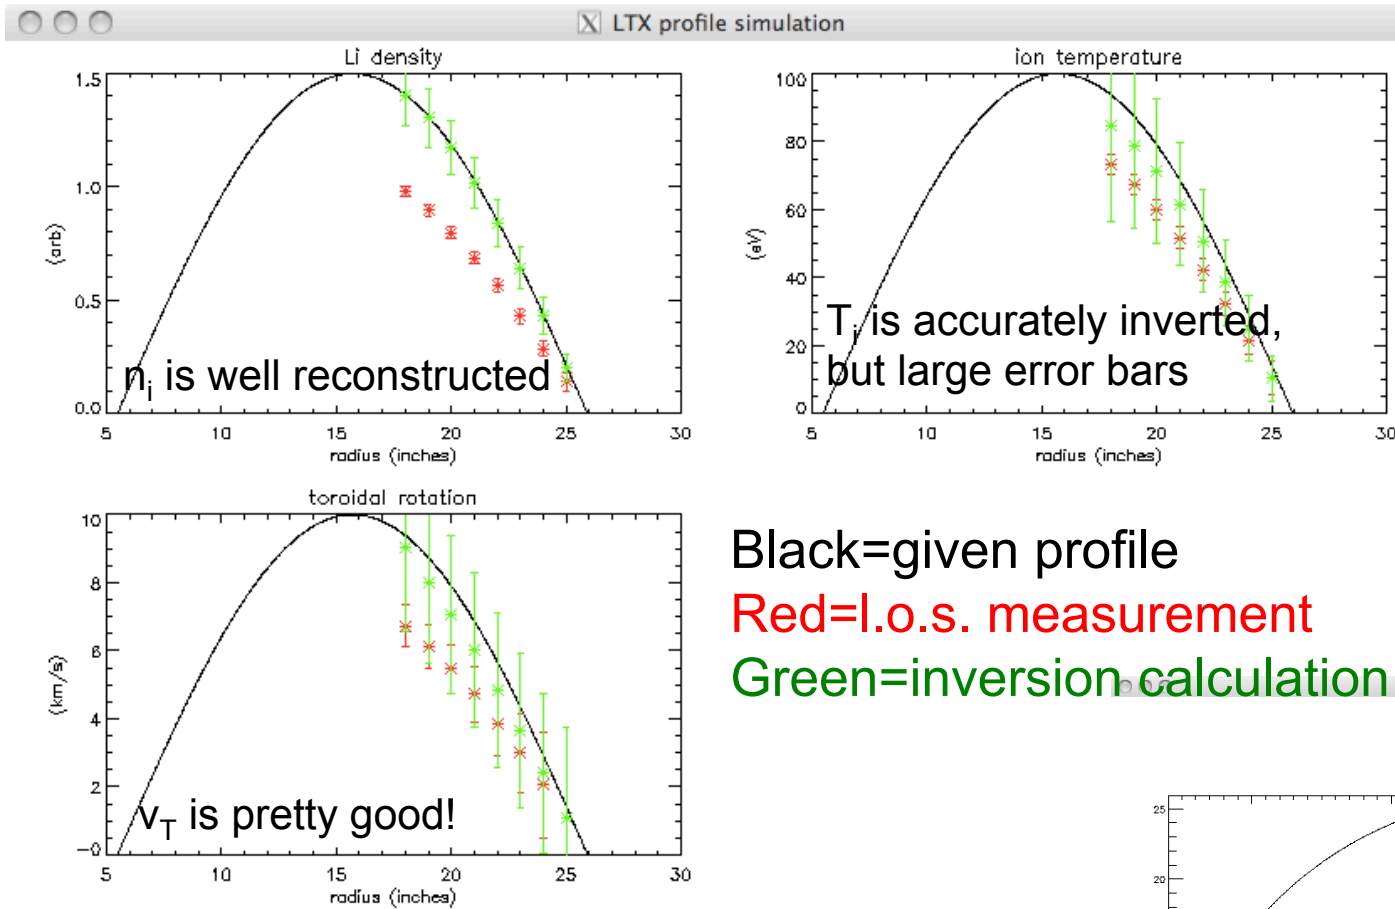 LTX profile simulation
Li density
1.5
1.0
0.5
0.0
(arb)
5 10 15 20 25 30
radius (inches)
n_i is well reconstructed
ion temperature
100
80
60
40
20
0
(eV)
5 10 15 20 25 30
radius (inches)
T_i is accurately inverted,
but large error bars
toroidal rotation
10
8
6
4
2
-0
(km/s)
5 10 15 20 25 30
radius (inches)
v_T is pretty good!
Black=given profile
Red=l.o.s. measurement
Green=inversion calculation
25
20